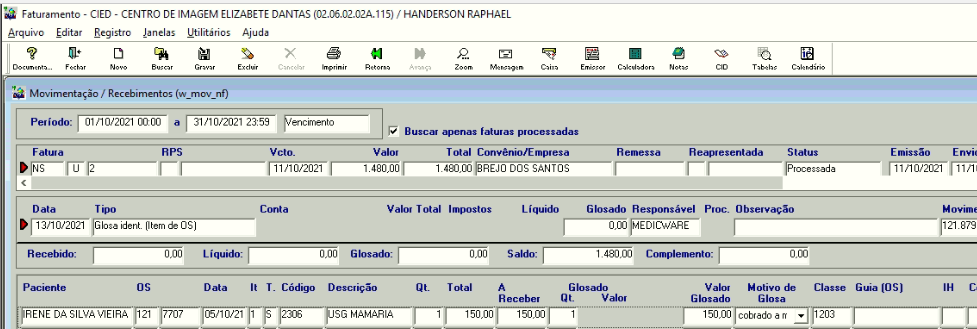 Faturamento - CIED - CENTRO DE IMAGEM ELIZABETE DANTAS (02.06.02.02A.115) / HANDERSON RAPHAEL
Arquivo Editar Registro Janelas Utilitários Ajuda
Documenta... Fechar Novo Buscar Gravar Excluir Cancelar Imprimir Retorna Avança Zoom Mensagem Caixa Emissor Calculadora Notas CID Tabelas Calendário
Movimentação / Recebimentos (w_mov_nf)
Período: 01/10/2021 00:00 a 31/10/2021 23:59 Vencimento Buscar apenas faturas processadas
Fatura RPS Vcto. Valor Total Convênio/Empresa Remessa Reapresentada Status Emissão Envio
NS U 2 11/10/2021 1.480,00 1.480,00 BREJO DOS SANTOS Processada 11/10/2021 11/1
Data Tipo Conta Valor Total Impostos Líquido Glosado Responsável Proc. Observação Movime
13/10/2021 Glosa ident. (Item de OS) 0,00 MEDICWARE 121.879
Recebido: 0,00 Líquido: 0,00 Glosado: 0,00 Saldo: 1.480,00 Complemento: 0,00
Paciente OS Data It T. Código Descrição Qt. Total A Receber Glosado Qt. Valor Valor Glosado Motivo de Glosa Classe Guia (OS) IH
IRENE DA SILVA VIEIRA 121 7707 05/10/21 1 S 2306 USG MAMARIA 1 150,00 150,00 1 150,00 cobrado a m 1203